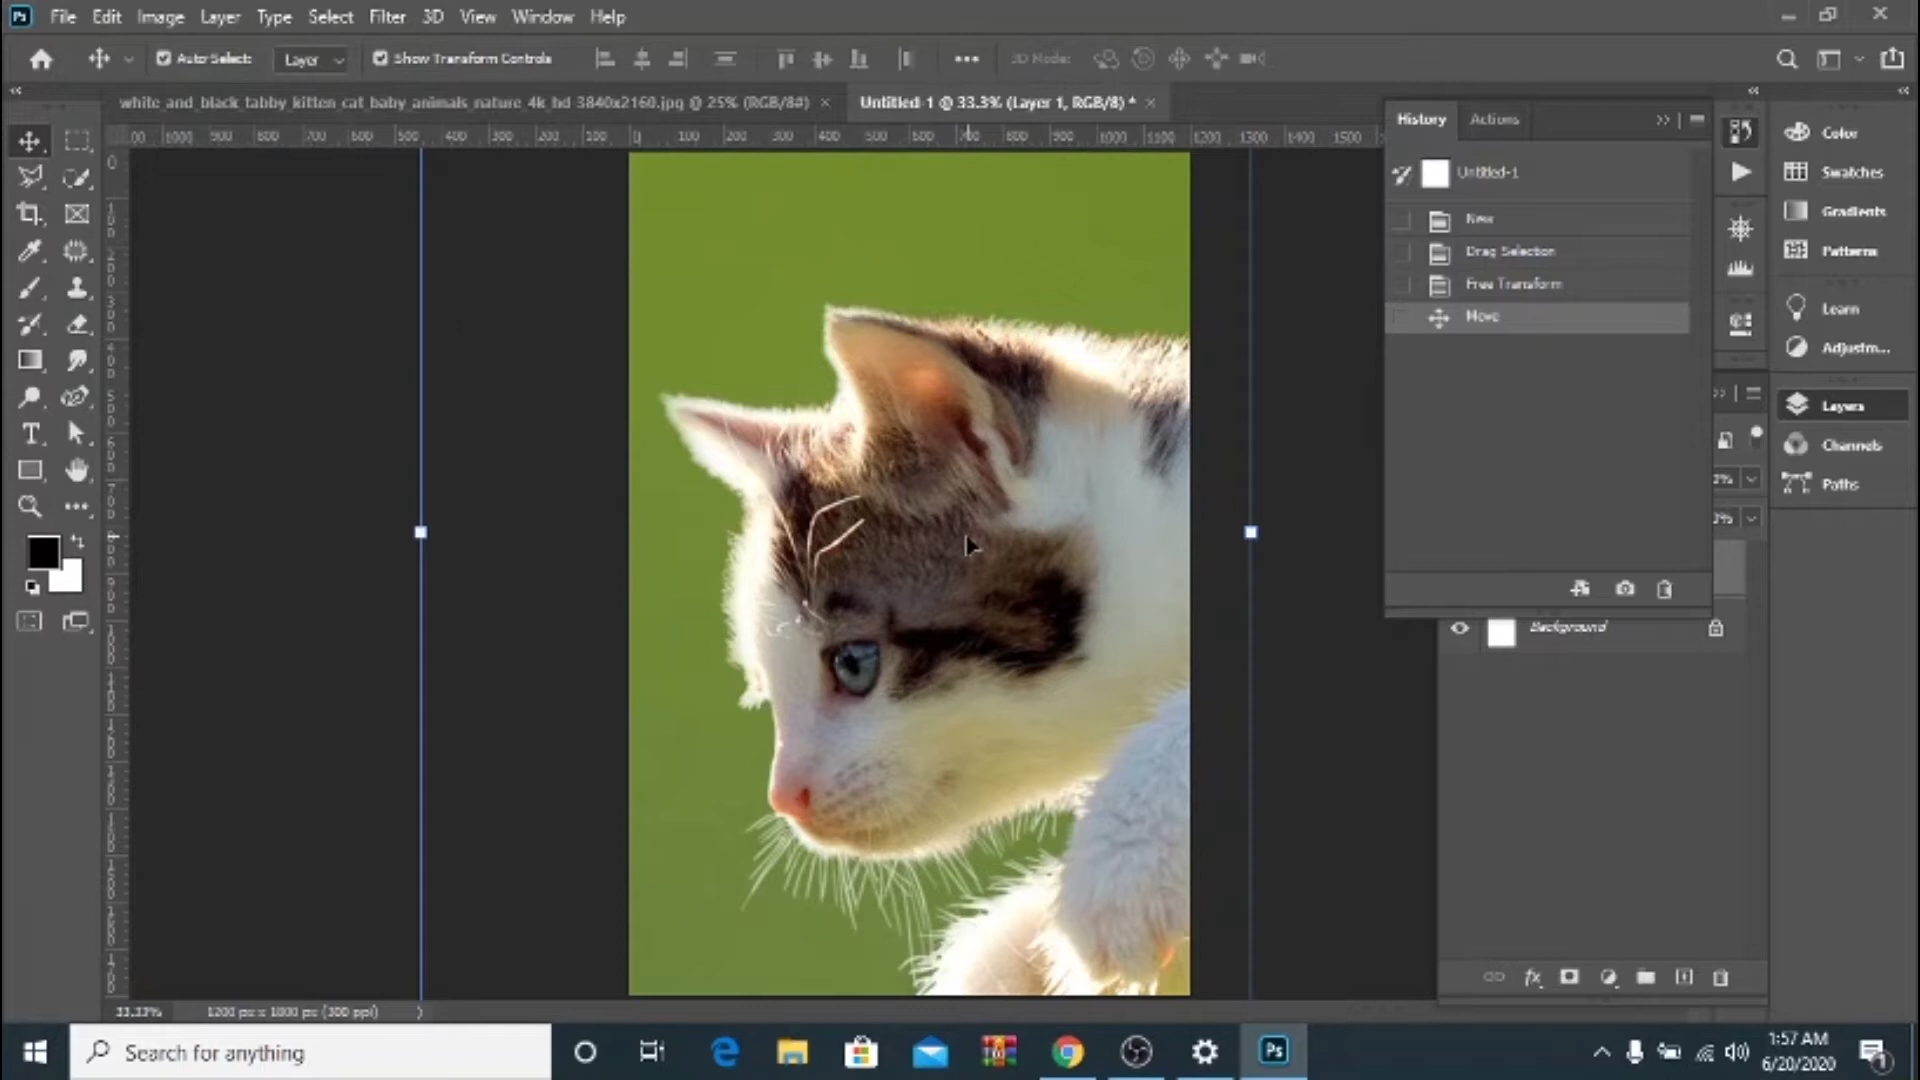 Ps File Edit Image Layer Type Select Filter 3D View Window Help
Auto-Select: Layer Show Transform Controls 3D Mode:
white and black tabby kitten cat baby animals nature 4k hd 3840x2160.jpg @ 25% (RGB/8#) ×
Untitled-1 @ 33.3% (Layer 1, RGB/8) * ×
History Actions
Untitled-1
New
Drag Selection
Free Transform
Move
Color
Swatches
Gradients
Patterns
Learn
Adjustm...
Layers
Channels
Paths
Background
33.33% 1200 px x 1800 px (300 ppi)
Search for anything
Ps
1:57 AM
6/20/2020